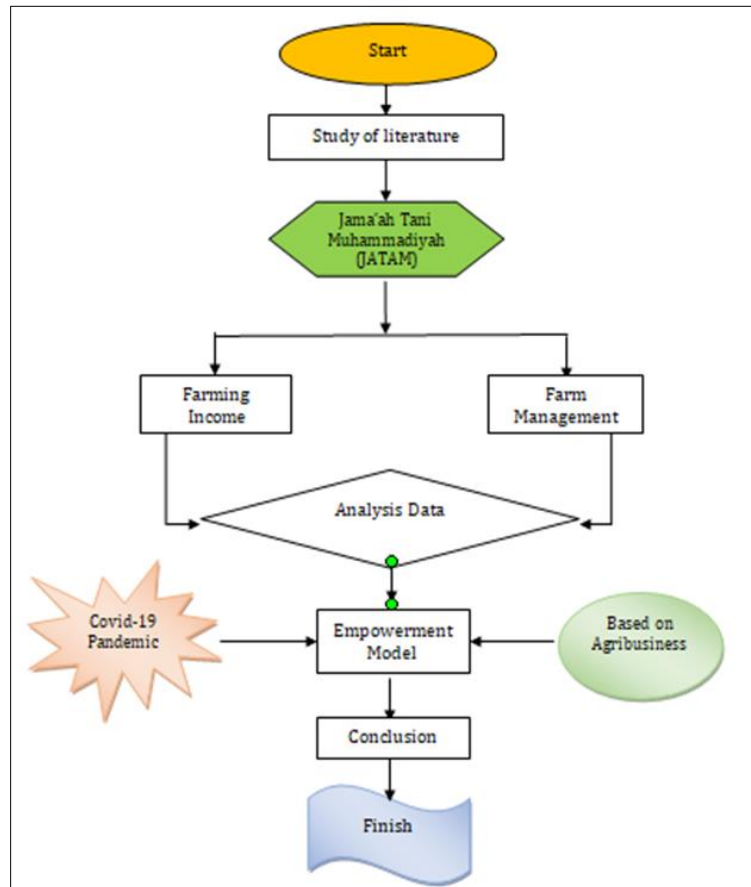 Start
Study of literature
Jama'ah Tani
Muhammadiyah
(JATAM)
Farming
Income
Farm
Management
Analysis Data
Covid-19
Pandemic
Empowerment
Model
Based on
Agribusiness
Conclusion
Finish